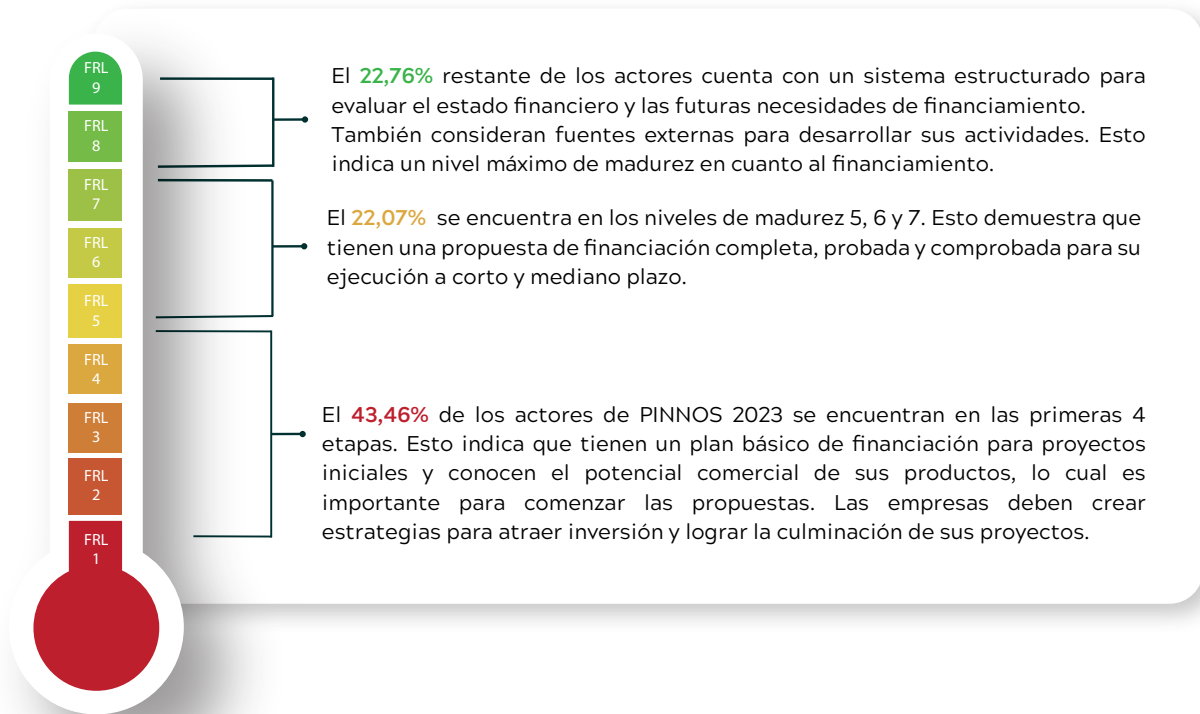 FRL
9
FRL
8
FRL
7
FRL
6
FRL
5
FRL
4
FRL
3
FRL
2
FRL
1
El 22,76% restante de los actores cuenta con un sistema estructurado para
evaluar el estado financiero y las futuras necesidades de financiamiento.
También consideran fuentes externas para desarrollar sus actividades. Esto
indica un nivel máximo de madurez en cuanto al financiamiento.
El 22,07% se encuentra en los niveles de madurez 5, 6 y 7. Esto demuestra que
tienen una propuesta de financiación completa, probada y comprobada para su
ejecución a corto y mediano plazo.
El 43,46% de los actores de PINNOS 2023 se encuentran en las primeras 4
etapas. Esto indica que tienen un plan básico de financiación para proyectos
iniciales y conocen el potencial comercial de sus productos, lo cual es
importante para comenzar las propuestas. Las empresas deben crear
estrategias para atraer inversión y lograr la culminación de sus proyectos.